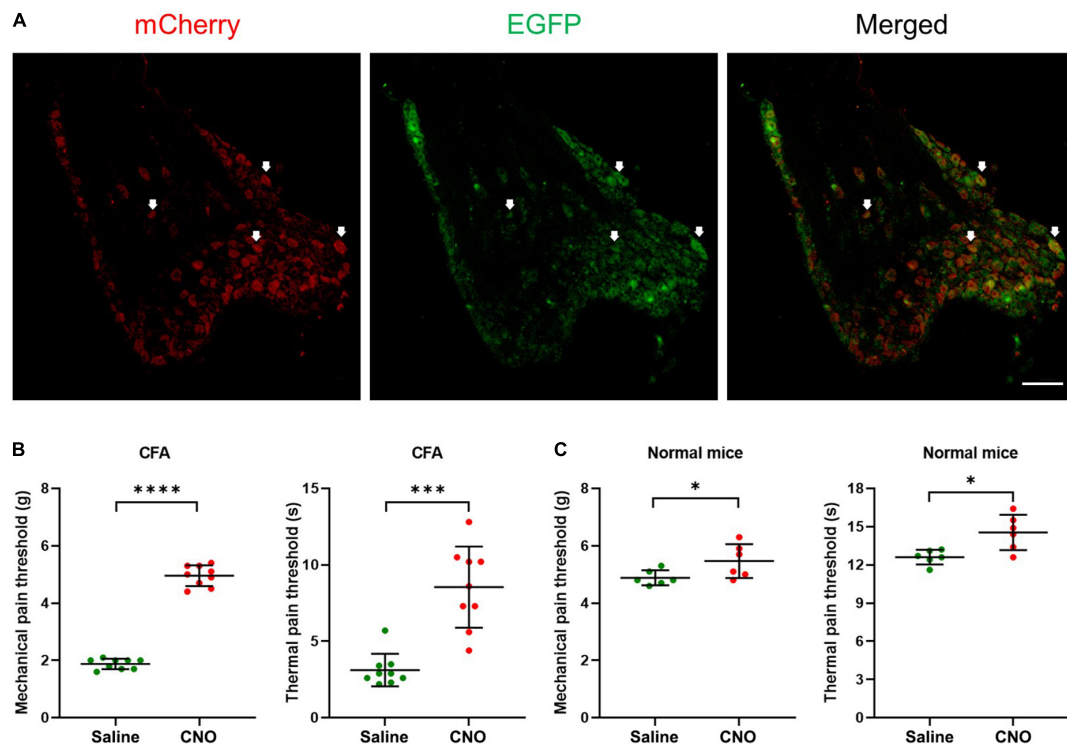 A
mCherry
EGFP
Merged
B
CFA
Mechanical pain threshold (g)
8
6
4
2
0
****
Saline
CNO
CFA
Thermal pain threshold (s)
15
10
5
0
***
Saline
CNO
C
Normal mice
Mechanical pain threshold (g)
8
6
4
2
0
*
Saline
CNO
Normal mice
Thermal pain threshold (s)
18
15
12
9
6
3
0
*
Saline
CNO